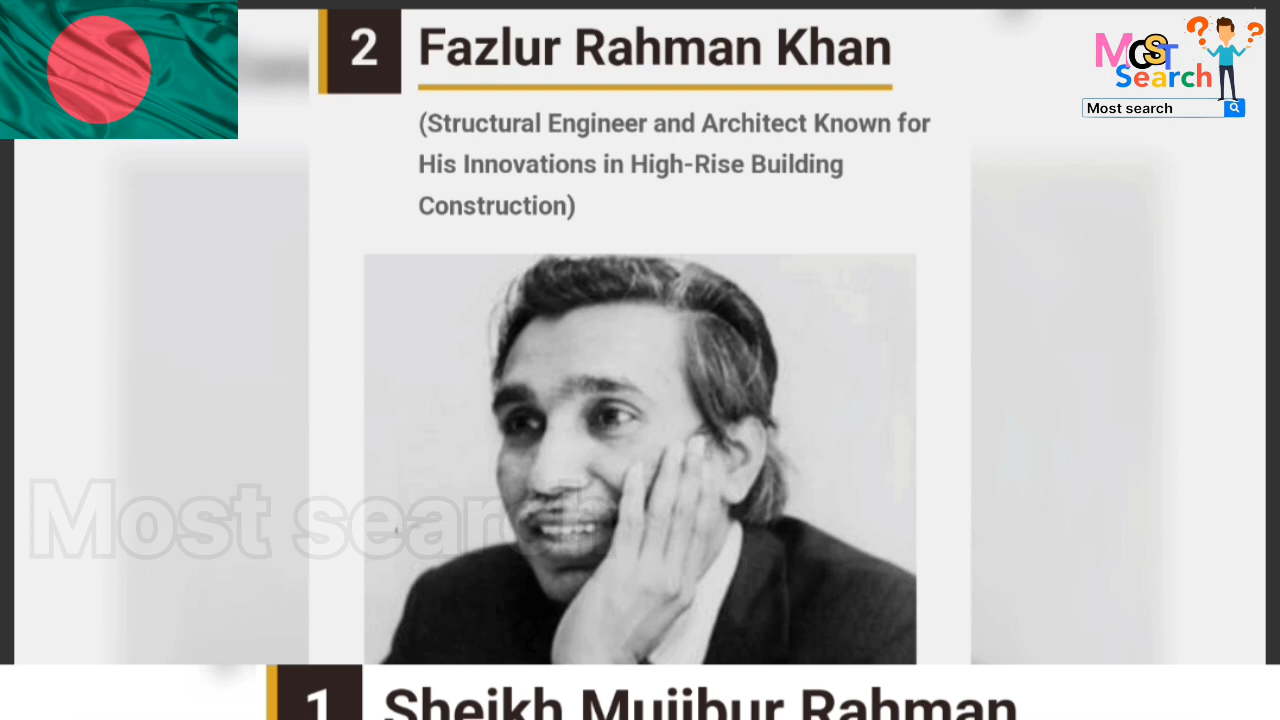 2 Fazlur Rahman Khan
(Structural Engineer and Architect Known for
His Innovations in High-Rise Building
Construction)
? ?
MOST
Search
Most search
Most search
1 Sheikh Mujibur Rahman